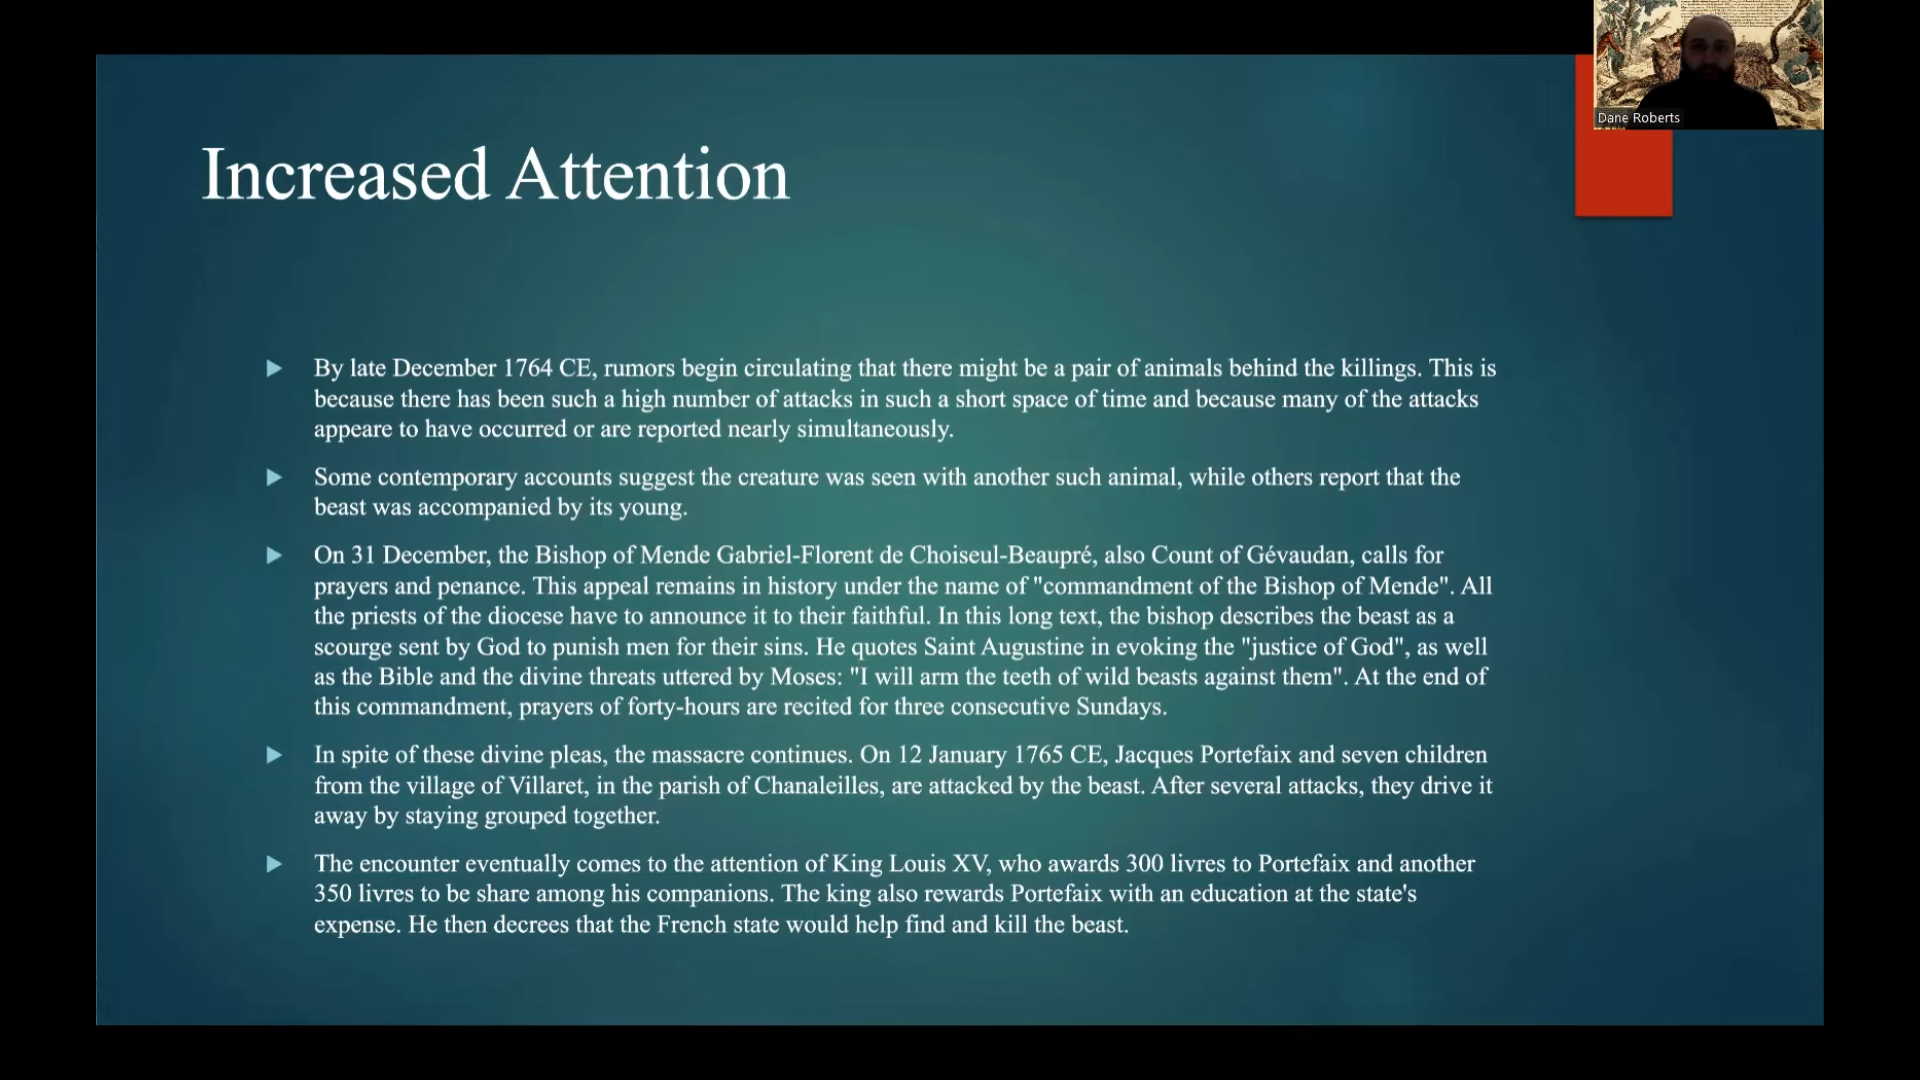 Dane Roberts
Increased Attention
By late December 1764 CE, rumors begin circulating that there might be a pair of animals behind the killings. This is
because there has been such a high number of attacks in such a short space of time and because many of the attacks
appeare to have occurred or are reported nearly simultaneously.
Some contemporary accounts suggest the creature was seen with another such animal, while others report that the
beast was accompanied by its young.
On 31 December, the Bishop of Mende Gabriel-Florent de Choiseul-Beaupré, also Count of Gévaudan, calls for
prayers and penance. This appeal remains in history under the name of "commandment of the Bishop of Mende". All
the priests of the diocese have to announce it to their faithful. In this long text, the bishop describes the beast as a
scourge sent by God to punish men for their sins. He quotes Saint Augustine in evoking the "justice of God", as well
as the Bible and the divine threats uttered by Moses: "I will arm the teeth of wild beasts against them". At the end of
this commandment, prayers of forty-hours are recited for three consecutive Sundays.
In spite of these divine pleas, the massacre continues. On 12 January 1765 CE, Jacques Portefaix and seven children
from the village of Villaret, in the parish of Chanaleilles, are attacked by the beast. After several attacks, they drive it
away by staying grouped together.
The encounter eventually comes to the attention of King Louis XV, who awards 300 livres to Portefaix and another
350 livres to be share among his companions. The king also rewards Portefaix with an education at the state's
expense. He then decrees that the French state would help find and kill the beast.